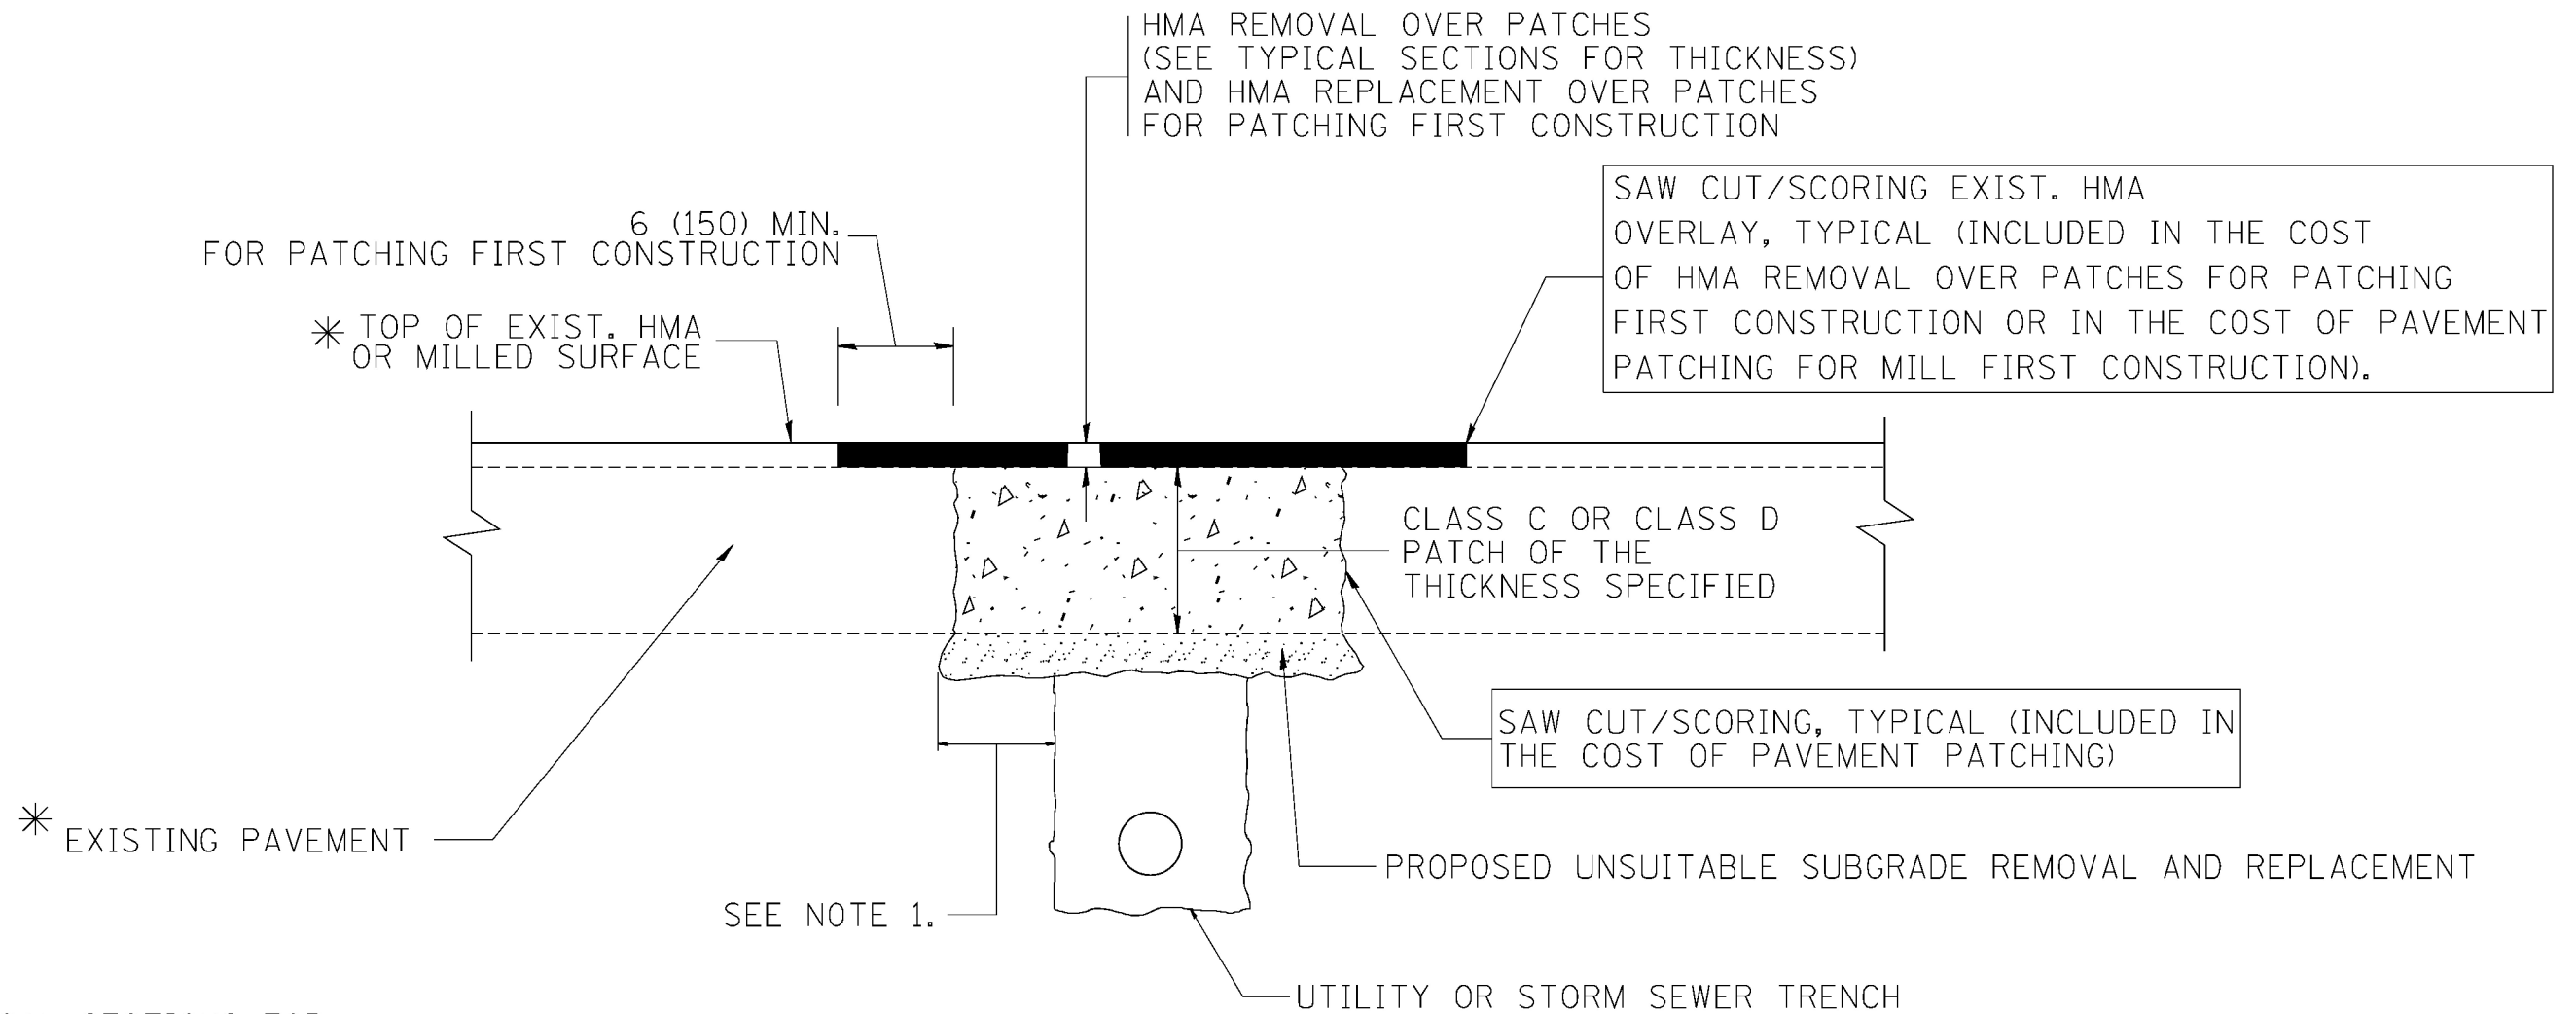 HMA REMOVAL OVER PATCHES
(SEE TYPICAL SECTIONS FOR THICKNESS)
AND HMA REPLACEMENT OVER PATCHES
FOR PATCHING FIRST CONSTRUCTION
SAW CUT/SCORING EXIST. HMA
OVERLAY, TYPICAL (INCLUDED IN THE COST
OF HMA REMOVAL OVER PATCHES FOR PATCHING
FIRST CONSTRUCTION OR IN THE COST OF PAVEMENT
PATCHING FOR MILL FIRST CONSTRUCTION).
6 (150) MIN.
FOR PATCHING FIRST CONSTRUCTION
* TOP OF EXIST. HMA
OR MILLED SURFACE
CLASS C OR CLASS D
PATCH OF THE
THICKNESS SPECIFIED
SAW CUT/SCORING, TYPICAL (INCLUDED IN
THE COST OF PAVEMENT PATCHING)
* EXISTING PAVEMENT
PROPOSED UNSUITABLE SUBGRADE REMOVAL AND REPLACEMENT
SEE NOTE 1.
UTILITY OR STORM SEWER TRENCH